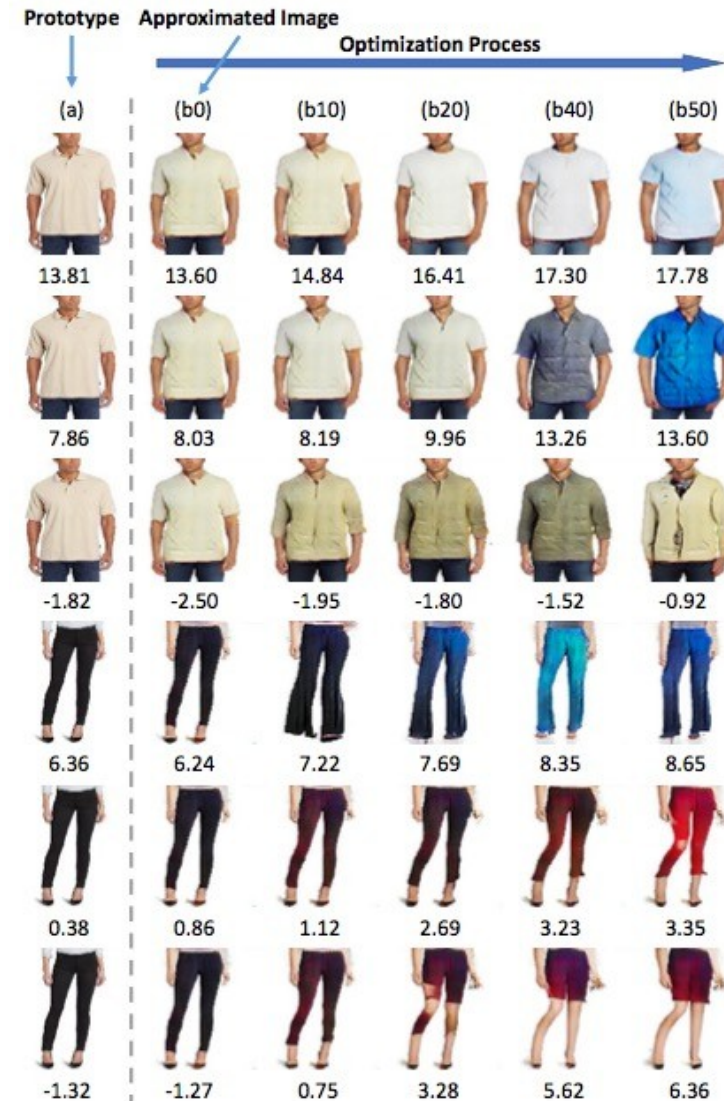 Prototype Approximated Image
Optimization Process
(a) (b0) (b10) (b20) (b40) (b50)
13.81 13.60 14.84 16.41 17.30 17.78
7.86 8.03 8.19 9.96 13.26 13.60
-1.82 -2.50 -1.95 -1.80 -1.52 -0.92
6.36 6.24 7.22 7.69 8.35 8.65
0.38 0.86 1.12 2.69 3.23 3.35
-1.32 -1.27 0.75 3.28 5.62 6.36